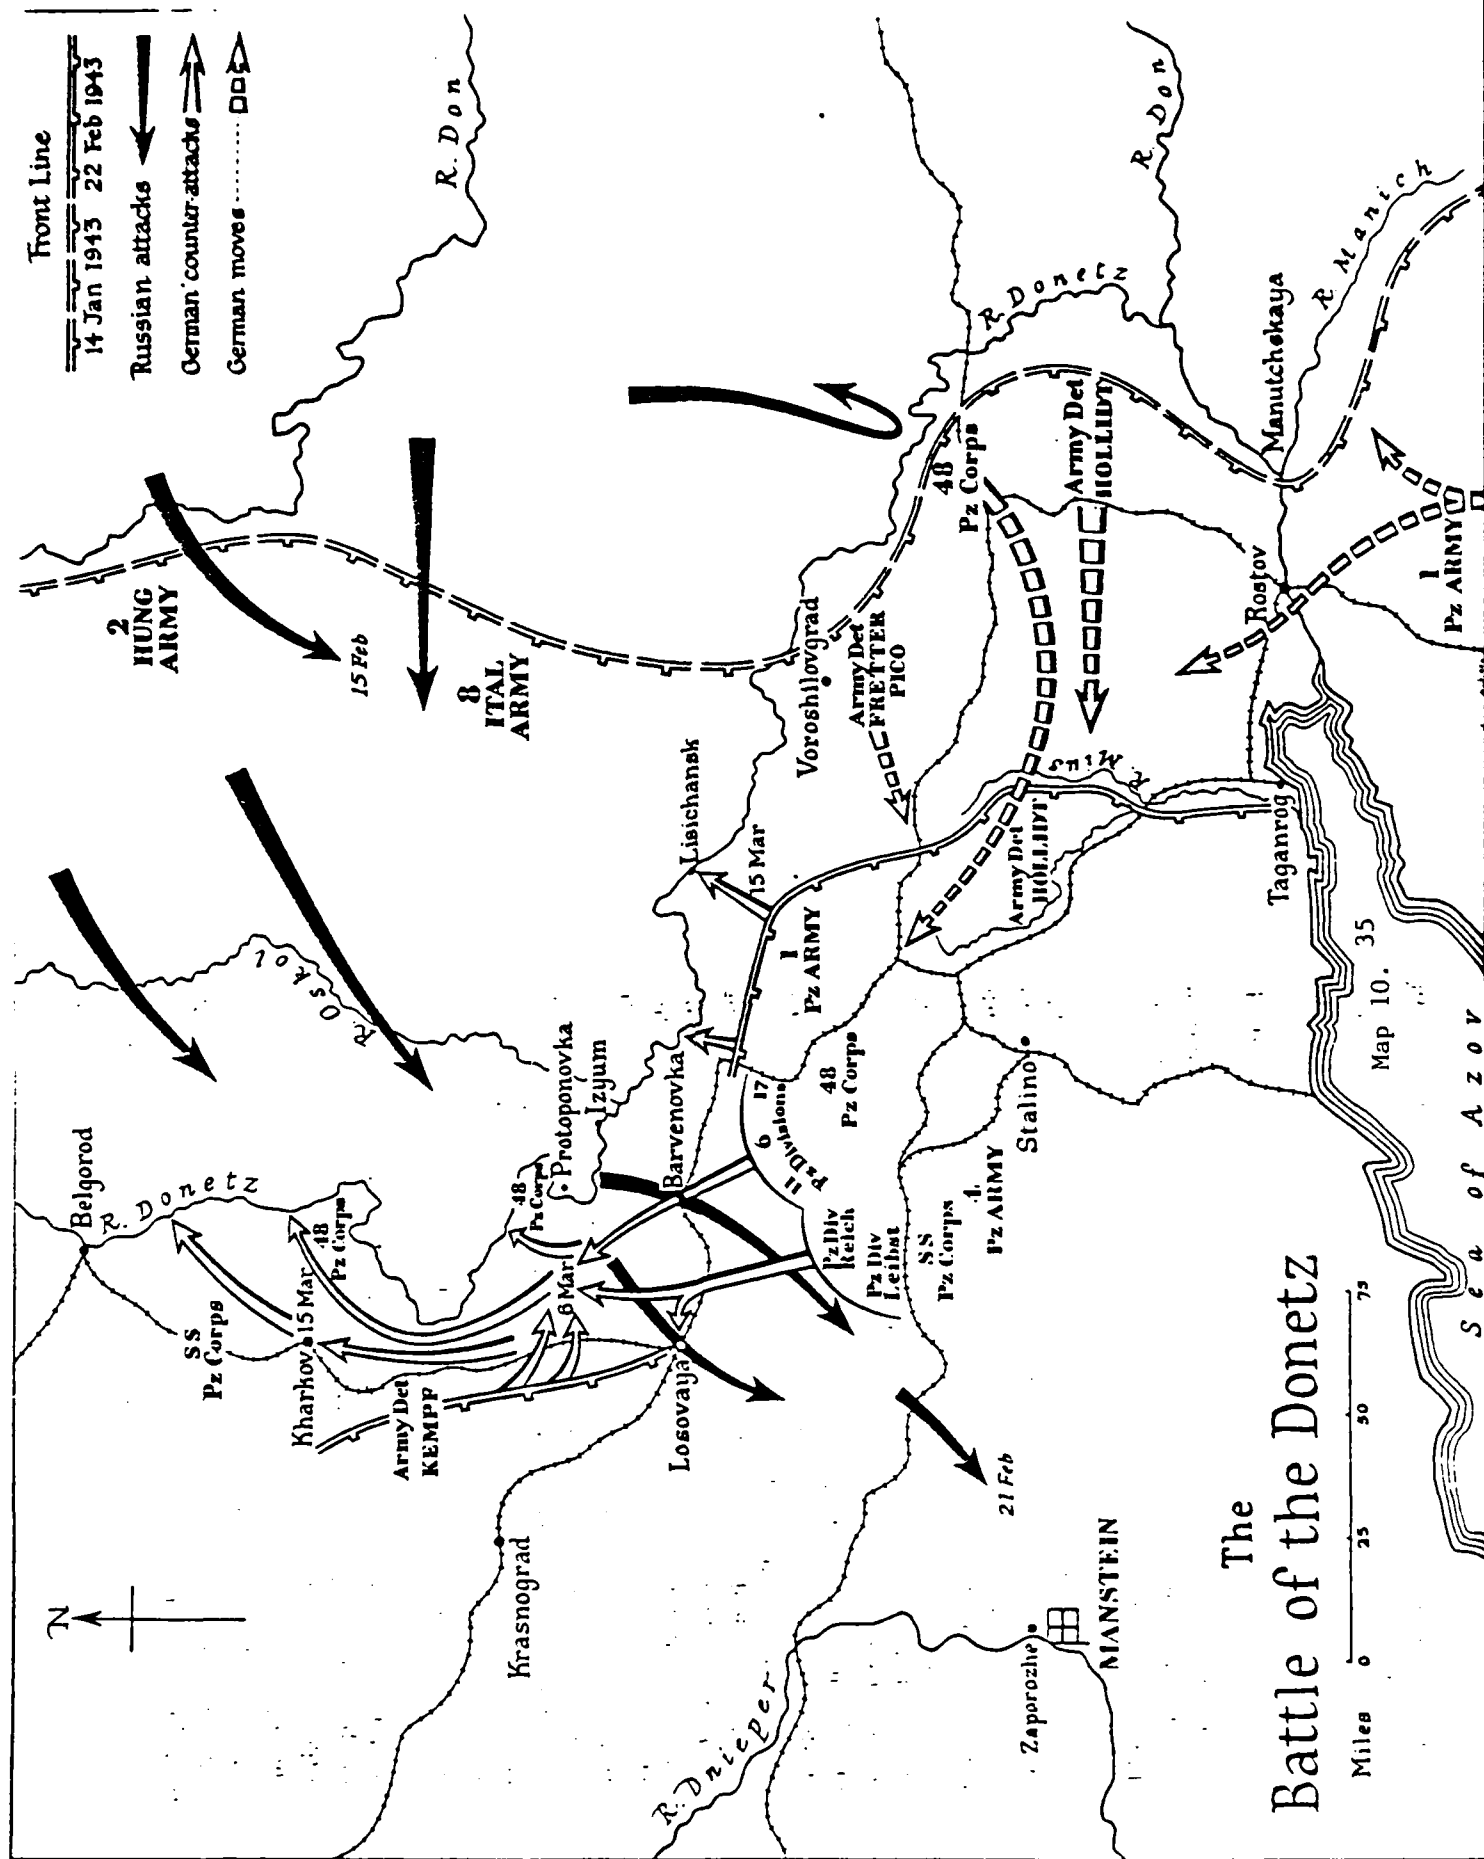 Front Line
14 Jan 1943 22 Feb 1943
Russian attacks
German counter-attacks
German moves
N
R. Don
R. Don
R. Donetz
R. Manich
Manutchskaya
2
HUNG
ARMY
15 Feb
8
ITAL
ARMY
48
Pz Corps
Army Det
HOLLIDT
Rostov
1
Pz ARMY
Voroshilovgrad
Army Det
FRETTER
PICO
Lisichansk
15 Mar
R. Mius
Army Det
HOLLIDT
Taganrog
1
Pz ARMY
R. Oskol
Belgorod
R. Donetz
Protoponovka
Izyum
Barvenovka
48
Pz Corps
48
Pz Corps
SS
Pz Corps
Kharkov
15 Mar
6 Mar
Army Det
KEMPF
Losovaya
Krasnograd
17
6
11
Pz Divisions
48
Pz Corps
Pz Div
Reich
Pz Div
Leibst
SS
Pz Corps
4
Pz ARMY
Stalino
21 Feb
R. Dnieper
Zaporozhe
MANSTEIN
Sea of Azov
Map 10. 35
The
Battle of the Donetz
Miles 0 25 50 75